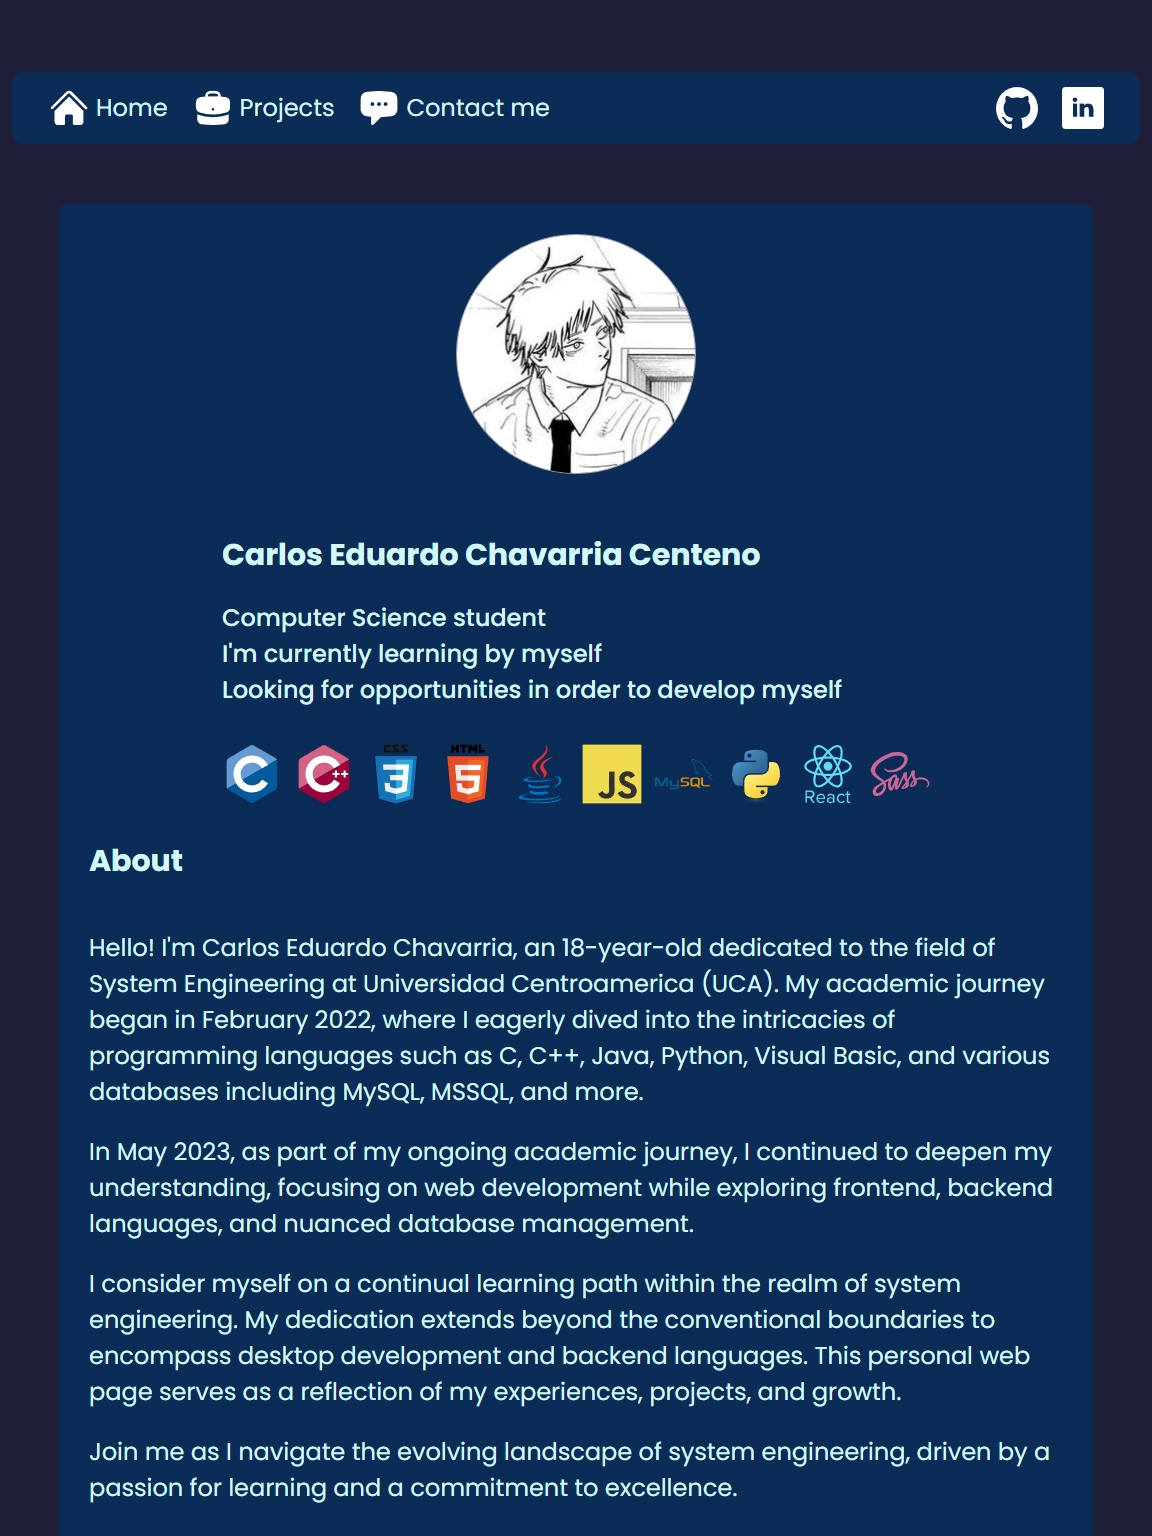 Home Projects Contact me in
Carlos Eduardo Chavarria Centeno
Computer Science student
I'm currently learning by myself
Looking for opportunities in order to develop myself
C C++ CSS 3 HTML 5 JS MySQL React Sass
About
Hello! I'm Carlos Eduardo Chavarria, an 18-year-old dedicated to the field of
System Engineering at Universidad Centroamerica (UCA). My academic journey
began in February 2022, where I eagerly dived into the intricacies of
programming languages such as C, C++, Java, Python, Visual Basic, and various
databases including MySQL, MSSQL, and more.
In May 2023, as part of my ongoing academic journey, I continued to deepen my
understanding, focusing on web development while exploring frontend, backend
languages, and nuanced database management.
I consider myself on a continual learning path within the realm of system
engineering. My dedication extends beyond the conventional boundaries to
encompass desktop development and backend languages. This personal web
page serves as a reflection of my experiences, projects, and growth.
Join me as I navigate the evolving landscape of system engineering, driven by a
passion for learning and a commitment to excellence.